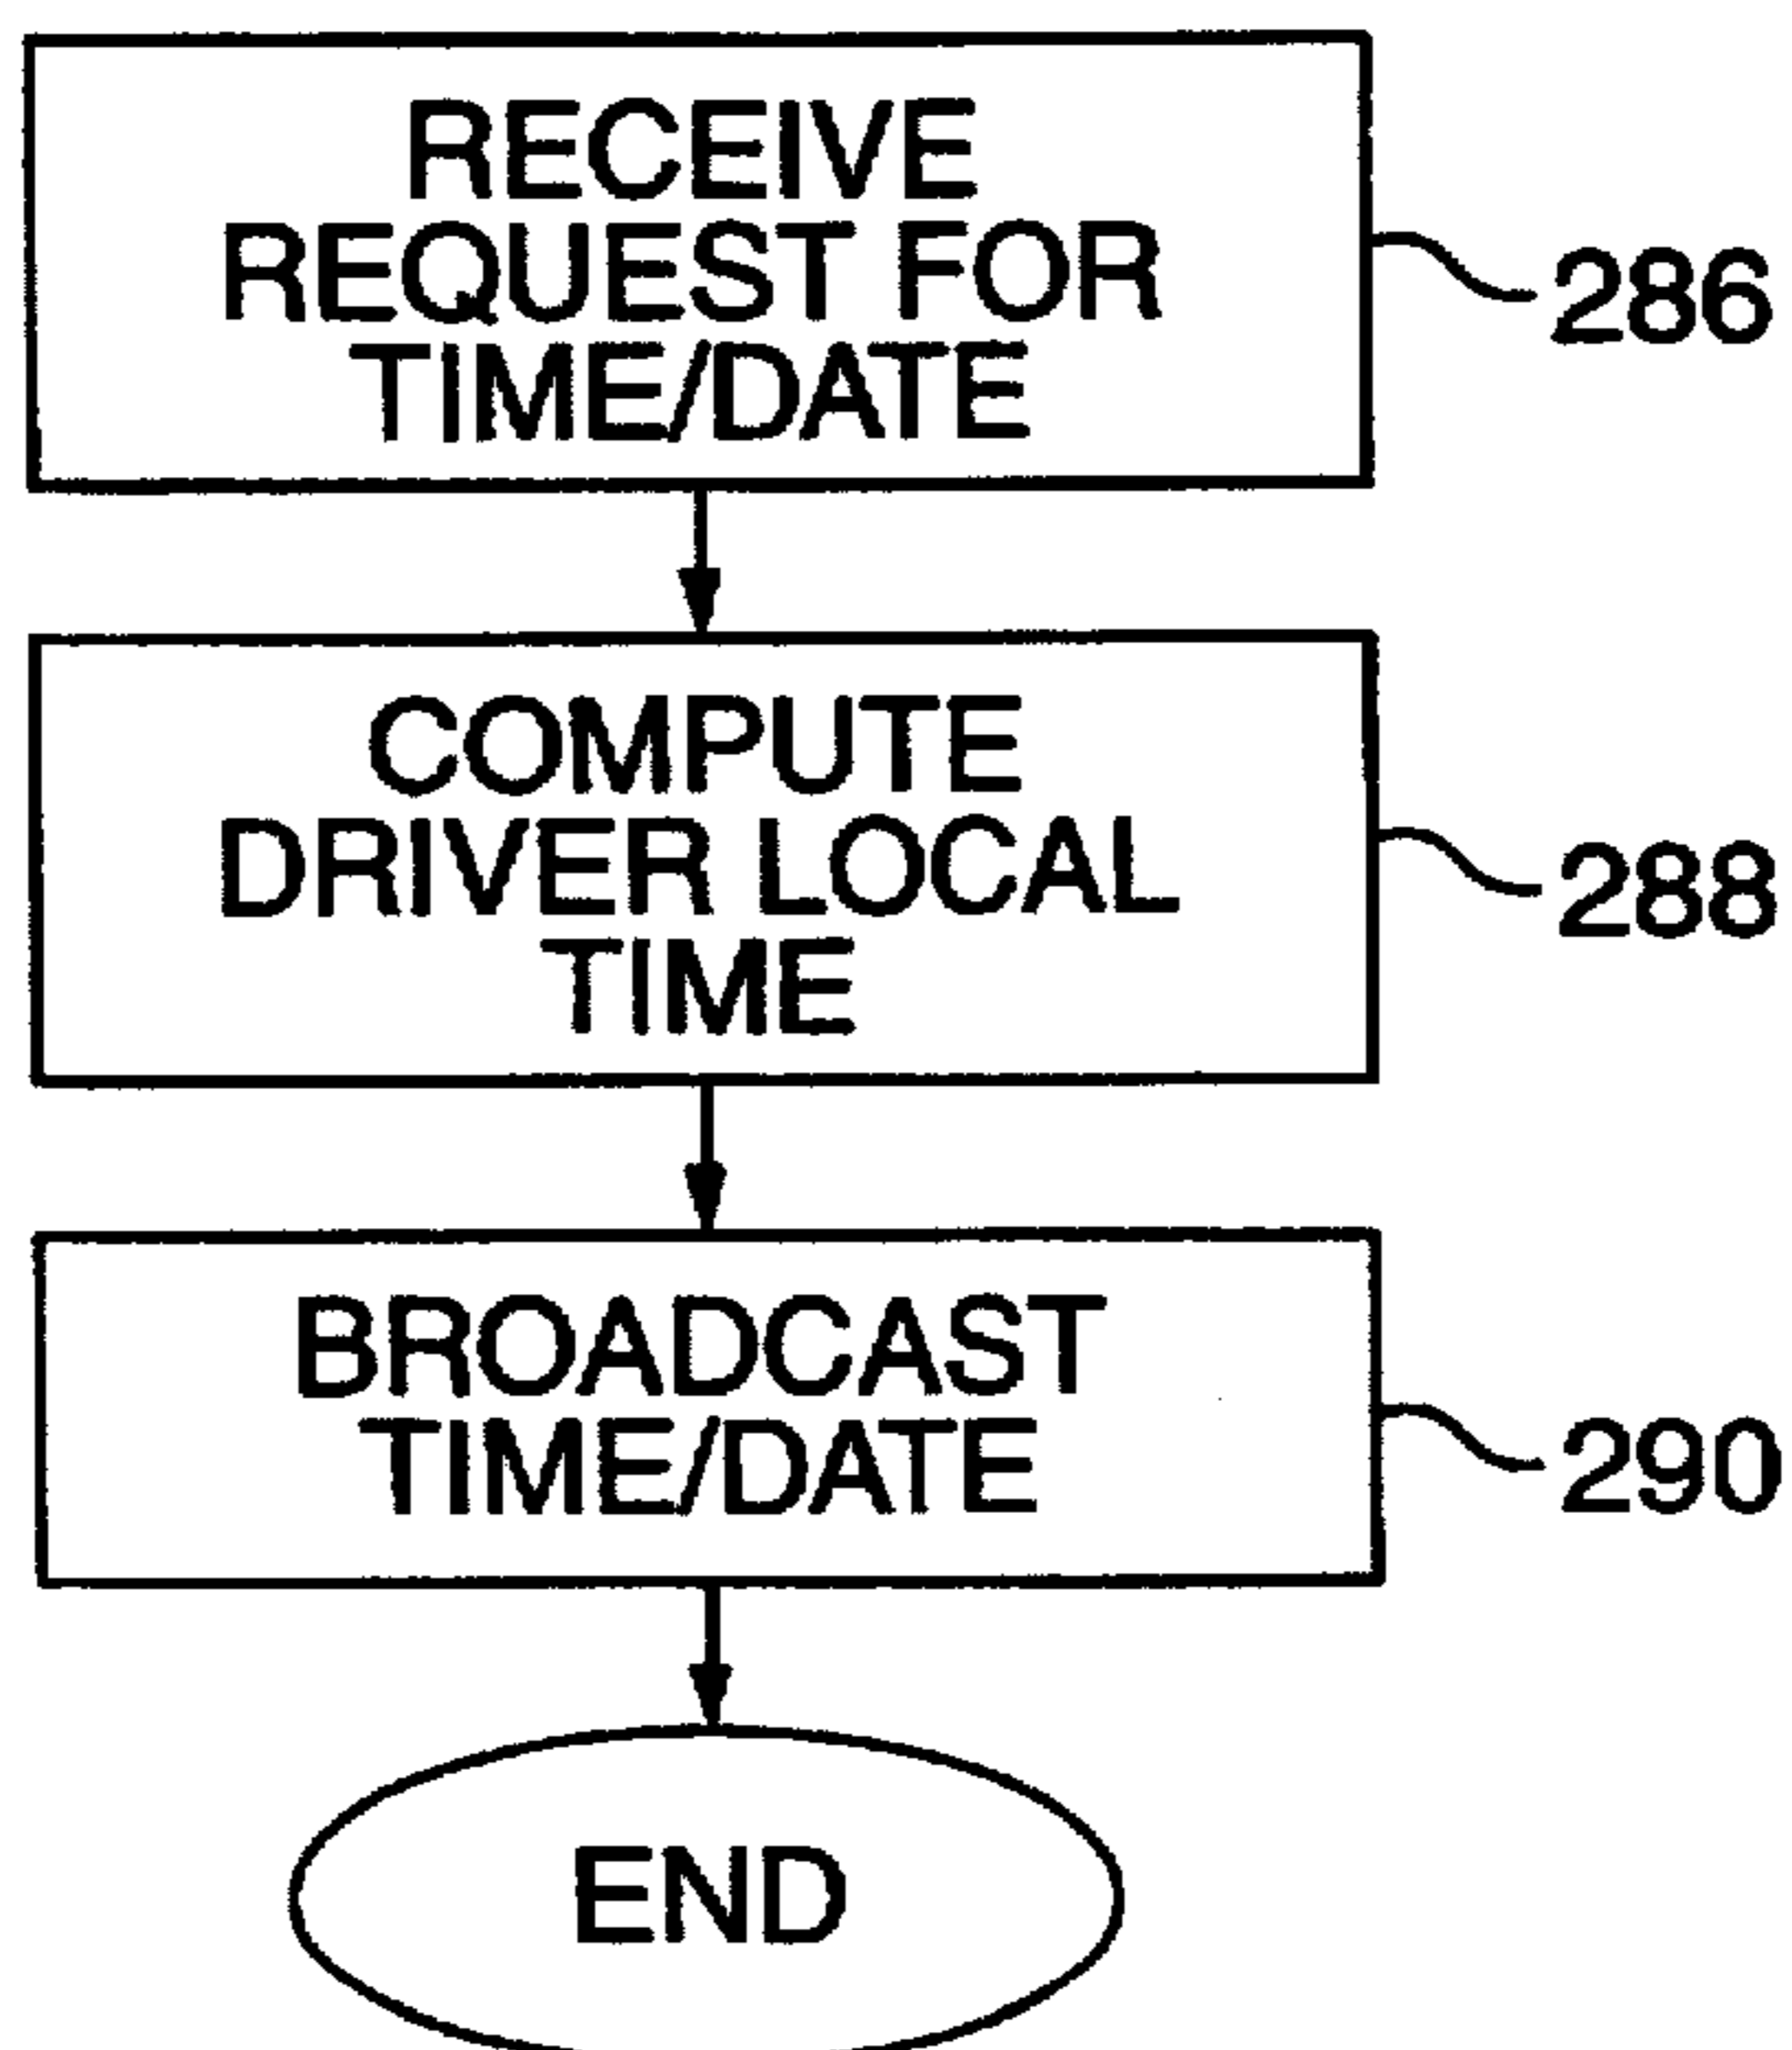 RECEIVE
REQUEST FOR
TIME/DATE
286
COMPUTE
DRIVER LOCAL
TIME
288
BROADCAST
TIME/DATE
290
END